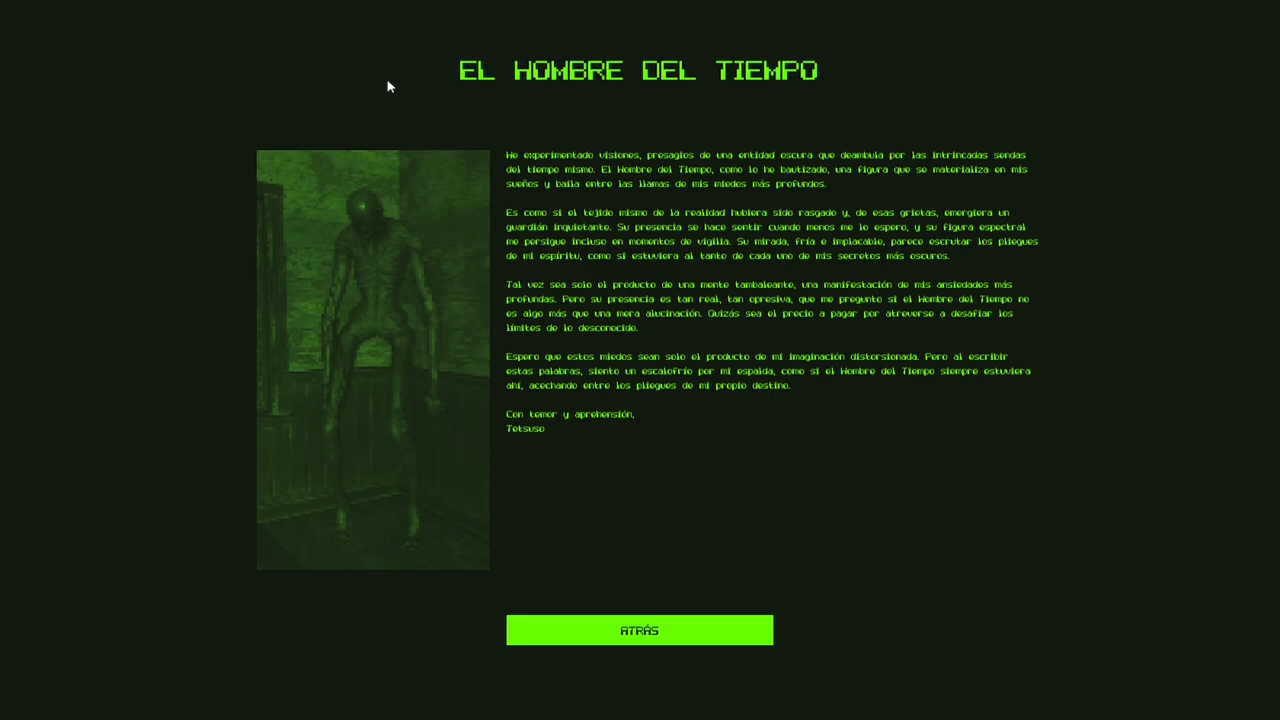 EL HOMBRE DEL TIEMPO
He experimentado visiones, presagios de una entidad oscura que deambula por las intrincadas sendas
del tiempo mismo. El Hombre del Tiempo, como lo he bautizado, una figura que se materializa en mis
sueños y baila entre las llamas de mis miedos más profundos.
Es como si el tejido mismo de la realidad hubiera sido rasgado y, de esas grietas, emergiera un
guardián inquietante. Su presencia se hace sentir cuando menos me lo espero, y su figura espectral
me persigue incluso en momentos de vigilia. Su mirada, fría e implacable, parece escrutar los pliegues
de mi espíritu, como si estuviera al tanto de cada uno de mis secretos más oscuros.
Tal vez sea solo el producto de una mente tambaleante, una manifestación de mis ansiedades más
profundas. Pero su presencia es tan real, tan opresiva, que me pregunto si el Hombre del Tiempo no
es algo más que una mera alucinación. Quizás sea el precio a pagar por atreverse a desafiar los
límites de lo desconocido.
Espero que estos miedos sean solo el producto de mi imaginación distorsionada. Pero al escribir
estas palabras, siento un escalofrío por mi espalda, como si el Hombre del Tiempo siempre estuviera
ahí, acechando entre los pliegues de mi propio destino.
Con temor y aprehensión,
Tetsuso
ATRÁS